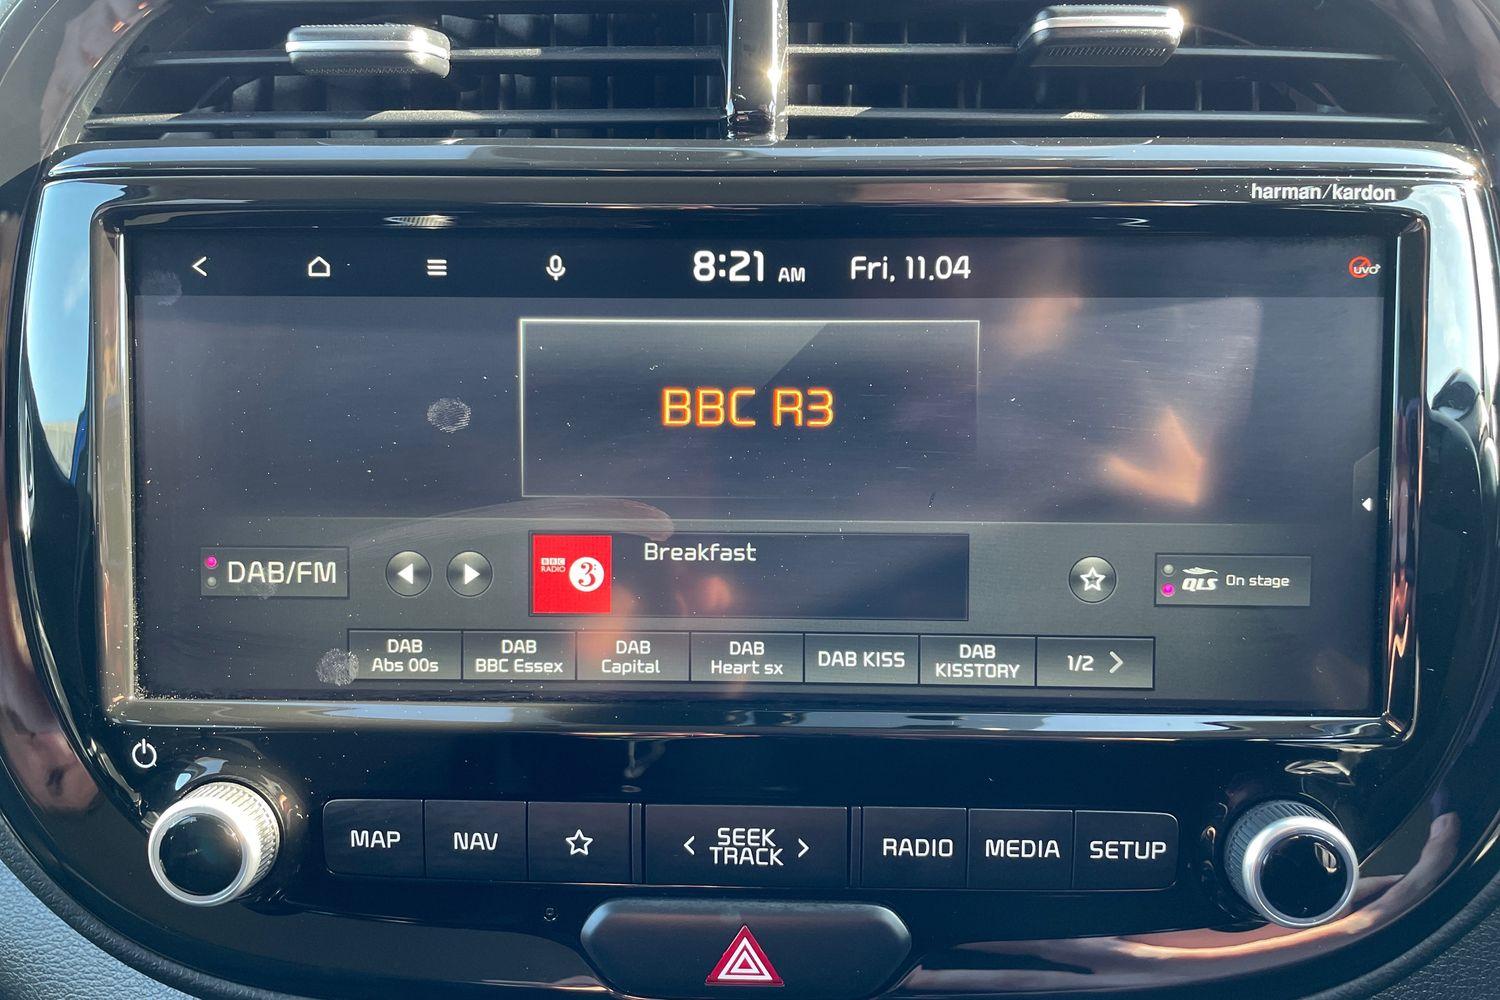 harman/kardon
8:21 AM Fri, 11.04
UVO
BBC R3
DAB/FM
BBC
RADIO
3
Breakfast
QLS On stage
DAB
Abs 00s
DAB
BBC Essex
DAB
Capital
DAB
Heart sx
DAB KISS
DAB
KISSTORY
1/2
MAP
NAV
SEEK
TRACK
RADIO
MEDIA
SETUP